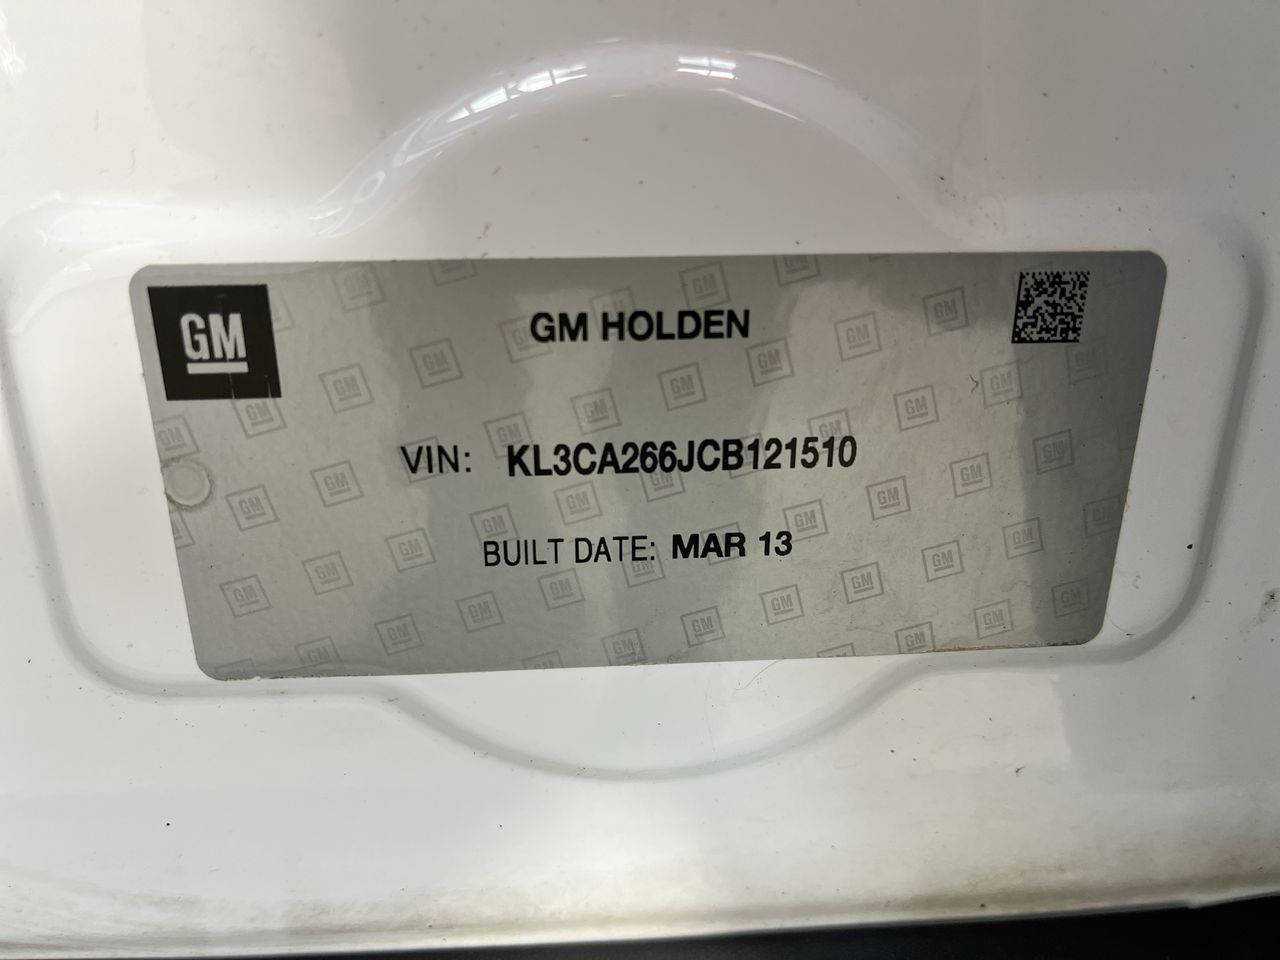 GM
GM HOLDEN
VIN: KL3CA266JCB121510
BUILT DATE: MAR 13